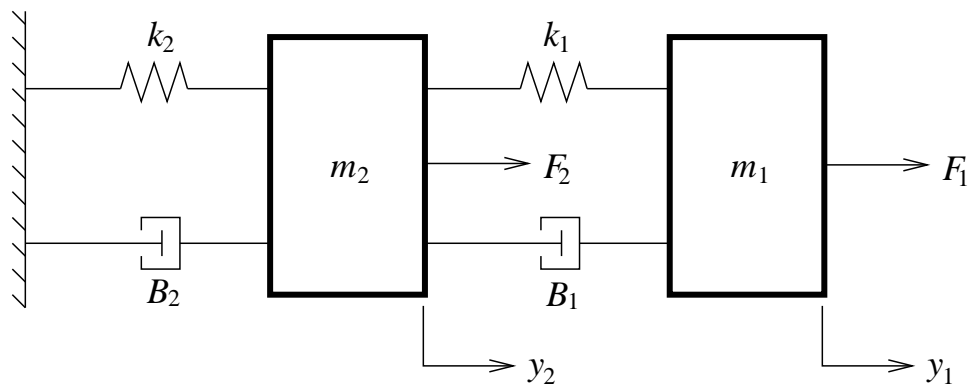 k₂
k₁
m₂
F₂
m₁
F₁
B₂
B₁
y₂
y₁